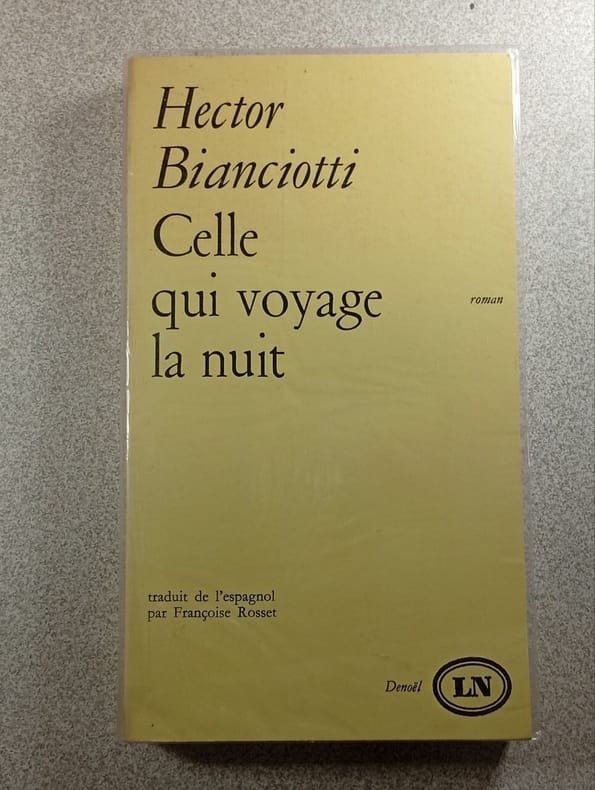 Hector
Bianciotti
Celle
qui voyage
roman
la nuit
traduit de l'espagnol
par Françoise Rosset
Denoël
LN